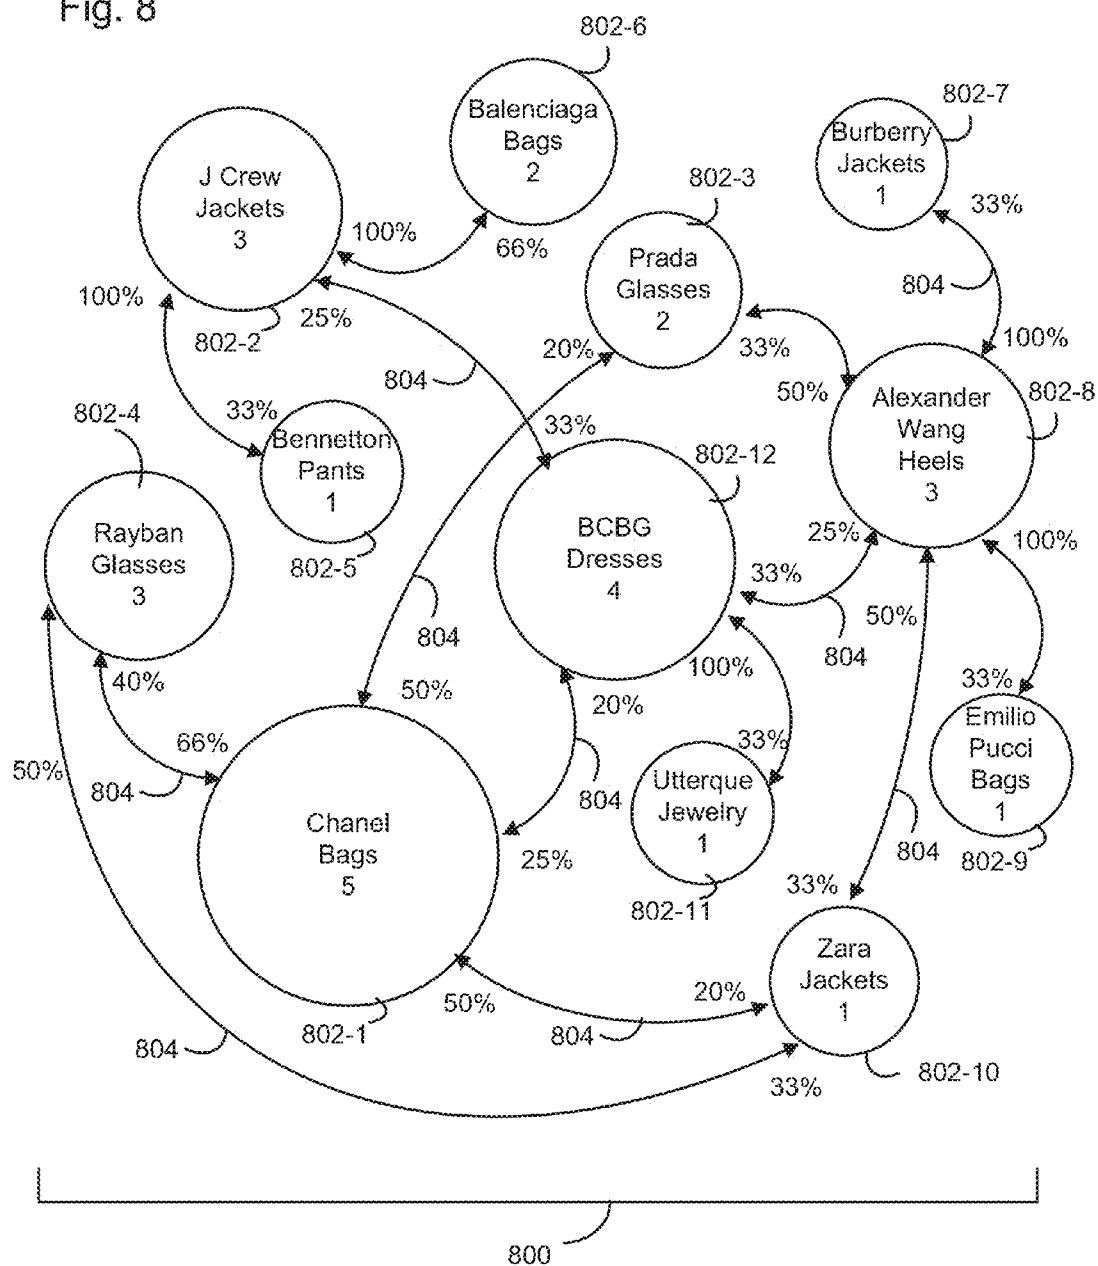 Fig. 8
802-6
Balenciaga
Bags
2
802-7
Burberry
Jackets
1
J Crew
Jackets
3
802-3
Prada
Glasses
2
33%
100%
66%
804
100%
25%
802-2
20%
33%
100%
804
50%
Alexander
Wang
Heels
3
802-8
802-4
33%
Bennetton
Pants
1
33%
802-12
Rayban
Glasses
3
802-5
BCBG
Dresses
4
25%
100%
33%
50%
804
804
100%
40%
50%
20%
33%
Emilio
Pucci
Bags
1
66%
33%
50%
804
Utterque
Jewelry
1
804
Chanel
Bags
5
25%
804
802-9
33%
802-11
Zara
Jackets
1
50%
20%
802-1
804
804
802-10
33%
800